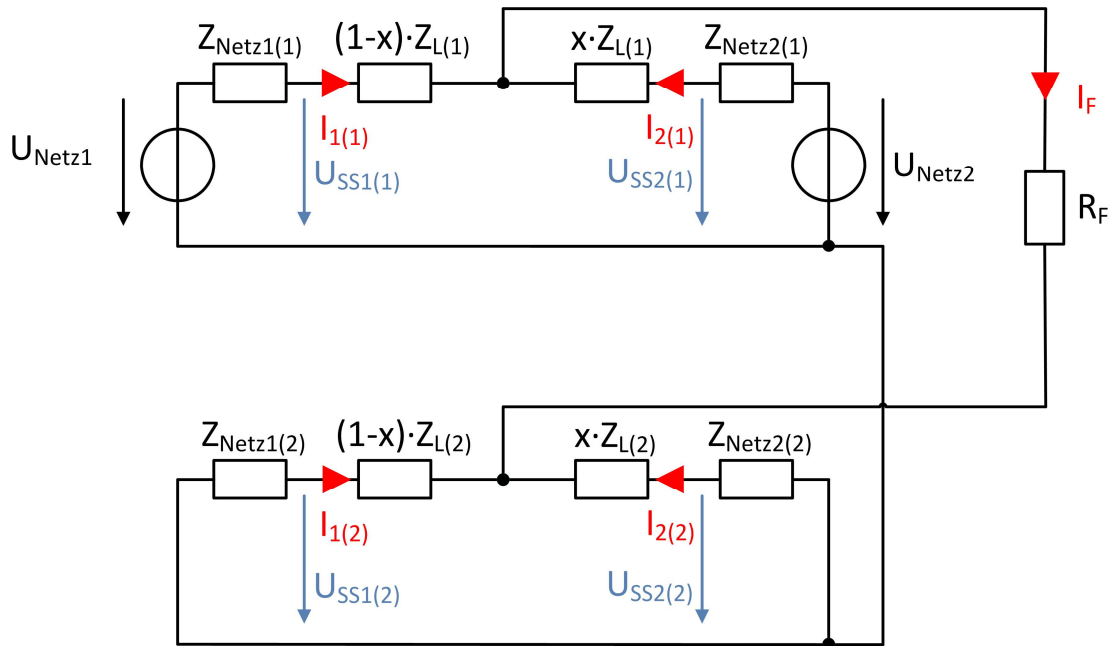 Z_Netz1(1)
(1-x)·Z_L(1)
x·Z_L(1)
Z_Netz2(1)
I_1(1)
I_2(1)
I_F
U_Netz1
U_SS1(1)
U_SS2(1)
U_Netz2
R_F
Z_Netz1(2)
(1-x)·Z_L(2)
x·Z_L(2)
Z_Netz2(2)
I_1(2)
I_2(2)
U_SS1(2)
U_SS2(2)